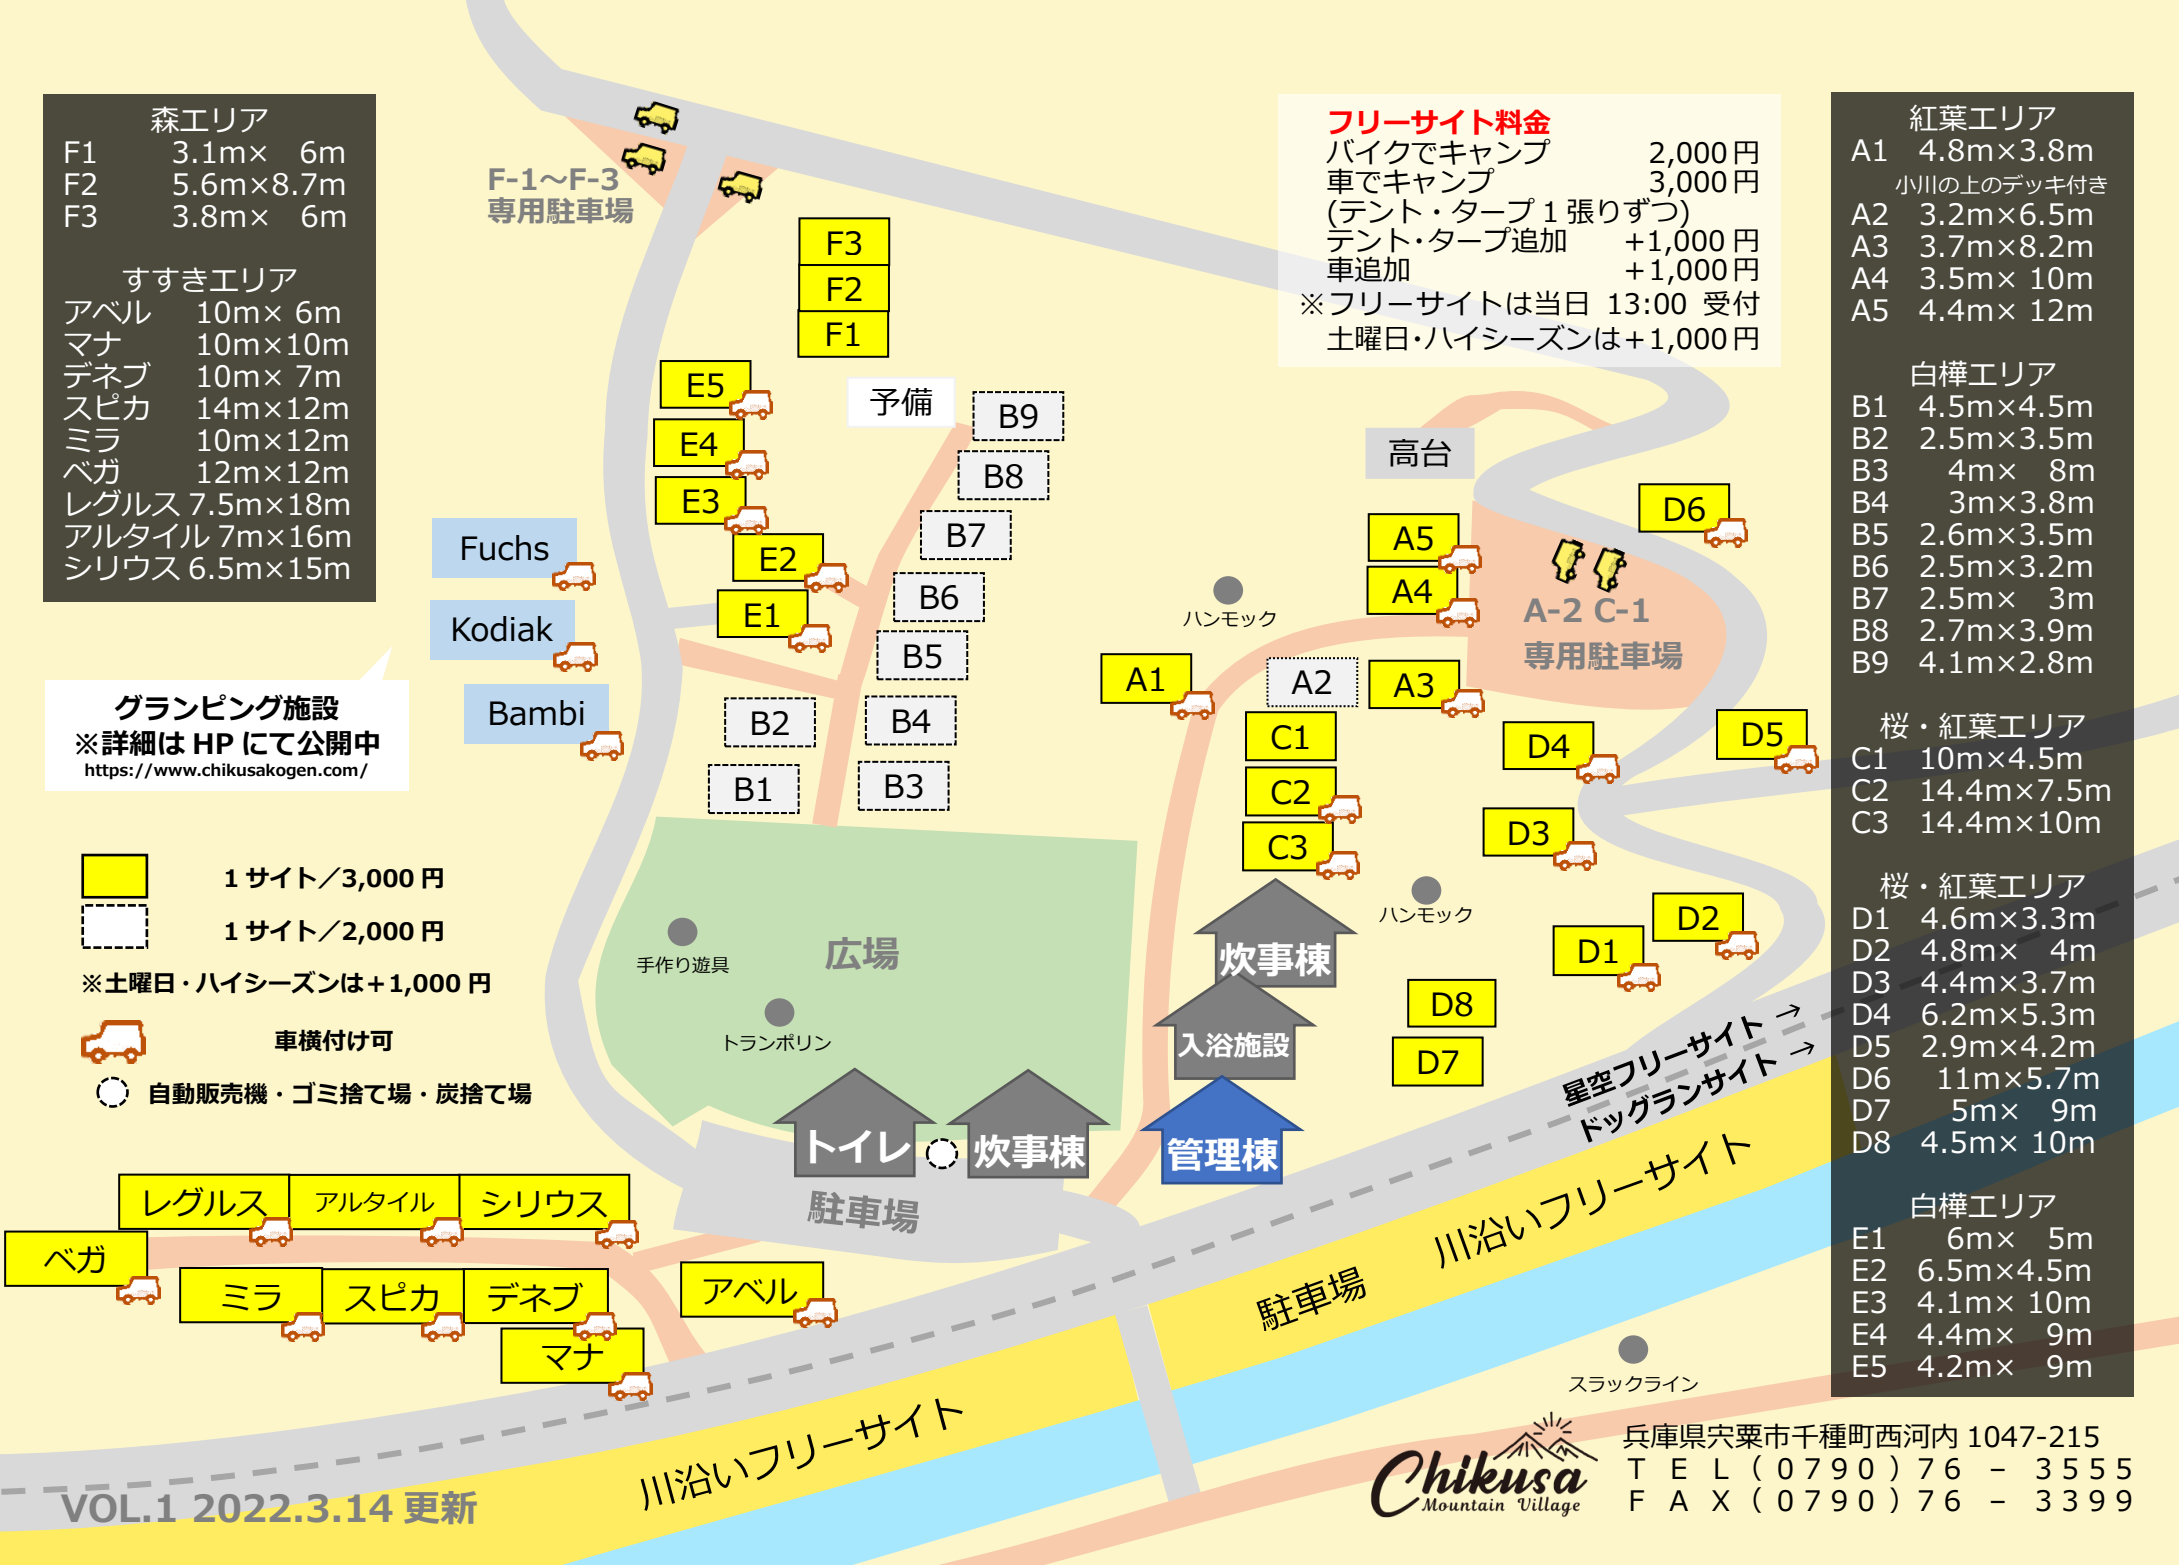 森エリア
F1 3.1m× 6m
F2 5.6m×8.7m
F3 3.8m× 6m
すすきエリア
アベル 10m× 6m
マナ 10m×10m
デネブ 10m× 7m
スピカ 14m×12m
ミラ 10m×12m
ベガ 12m×12m
レグルス 7.5m×18m
アルタイル 7m×16m
シリウス 6.5m×15m
F-1～F-3
専用駐車場
フリーサイト料金
バイクでキャンプ 2,000円
車でキャンプ 3,000円
(テント・タープ1張りずつ)
テント・タープ追加 +1,000円
車追加 +1,000円
※フリーサイトは当日 13:00 受付
土曜日・ハイシーズンは+1,000円
紅葉エリア
A1 4.8m×3.8m
小川の上のデッキ付き
A2 3.2m×6.5m
A3 3.7m×8.2m
A4 3.5m× 10m
A5 4.4m× 12m
白樺エリア
B1 4.5m×4.5m
B2 2.5m×3.5m
B3 4m× 8m
B4 3m×3.8m
B5 2.6m×3.5m
B6 2.5m×3.2m
B7 2.5m× 3m
B8 2.7m×3.9m
B9 4.1m×2.8m
桜・紅葉エリア
C1 10m×4.5m
C2 14.4m×7.5m
C3 14.4m×10m
桜・紅葉エリア
D1 4.6m×3.3m
D2 4.8m× 4m
D3 4.4m×3.7m
D4 6.2m×5.3m
D5 2.9m×4.2m
D6 11m×5.7m
D7 5m× 9m
D8 4.5m× 10m
白樺エリア
E1 6m× 5m
E2 6.5m×4.5m
E3 4.1m× 10m
E4 4.4m× 9m
E5 4.2m× 9m
F3
F2
F1
E5
E4
E3
E2
E1
予備
B9
B8
B7
B6
B5
B4
B3
B2
B1
Fuchs
Kodiak
Bambi
グランピング施設
※詳細は HP にて公開中
https://www.chikusakogen.com/
高台
D6
A5
A4
A-2 C-1
専用駐車場
ハンモック
A1
A2
A3
C1
C2
C3
D4
D5
D3
D2
D1
D8
D7
ハンモック
1サイト／3,000円
1サイト／2,000円
※土曜日・ハイシーズンは+1,000円
車横付け可
自動販売機・ゴミ捨て場・炭捨て場
広場
手作り遊具
トランポリン
炊事棟
入浴施設
管理棟
トイレ
炊事棟
駐車場
星空フリーサイト →
ドッグランサイト →
川沿いフリーサイト
駐車場
レグルス
アルタイル
シリウス
ベガ
ミラ
スピカ
デネブ
アベル
マナ
川沿いフリーサイト
スラックライン
VOL.1 2022.3.14 更新
Chikusa
Mountain Village
兵庫県宍粟市千種町西河内 1047-215
TEL(0790)76－3555
FAX(0790)76－3399